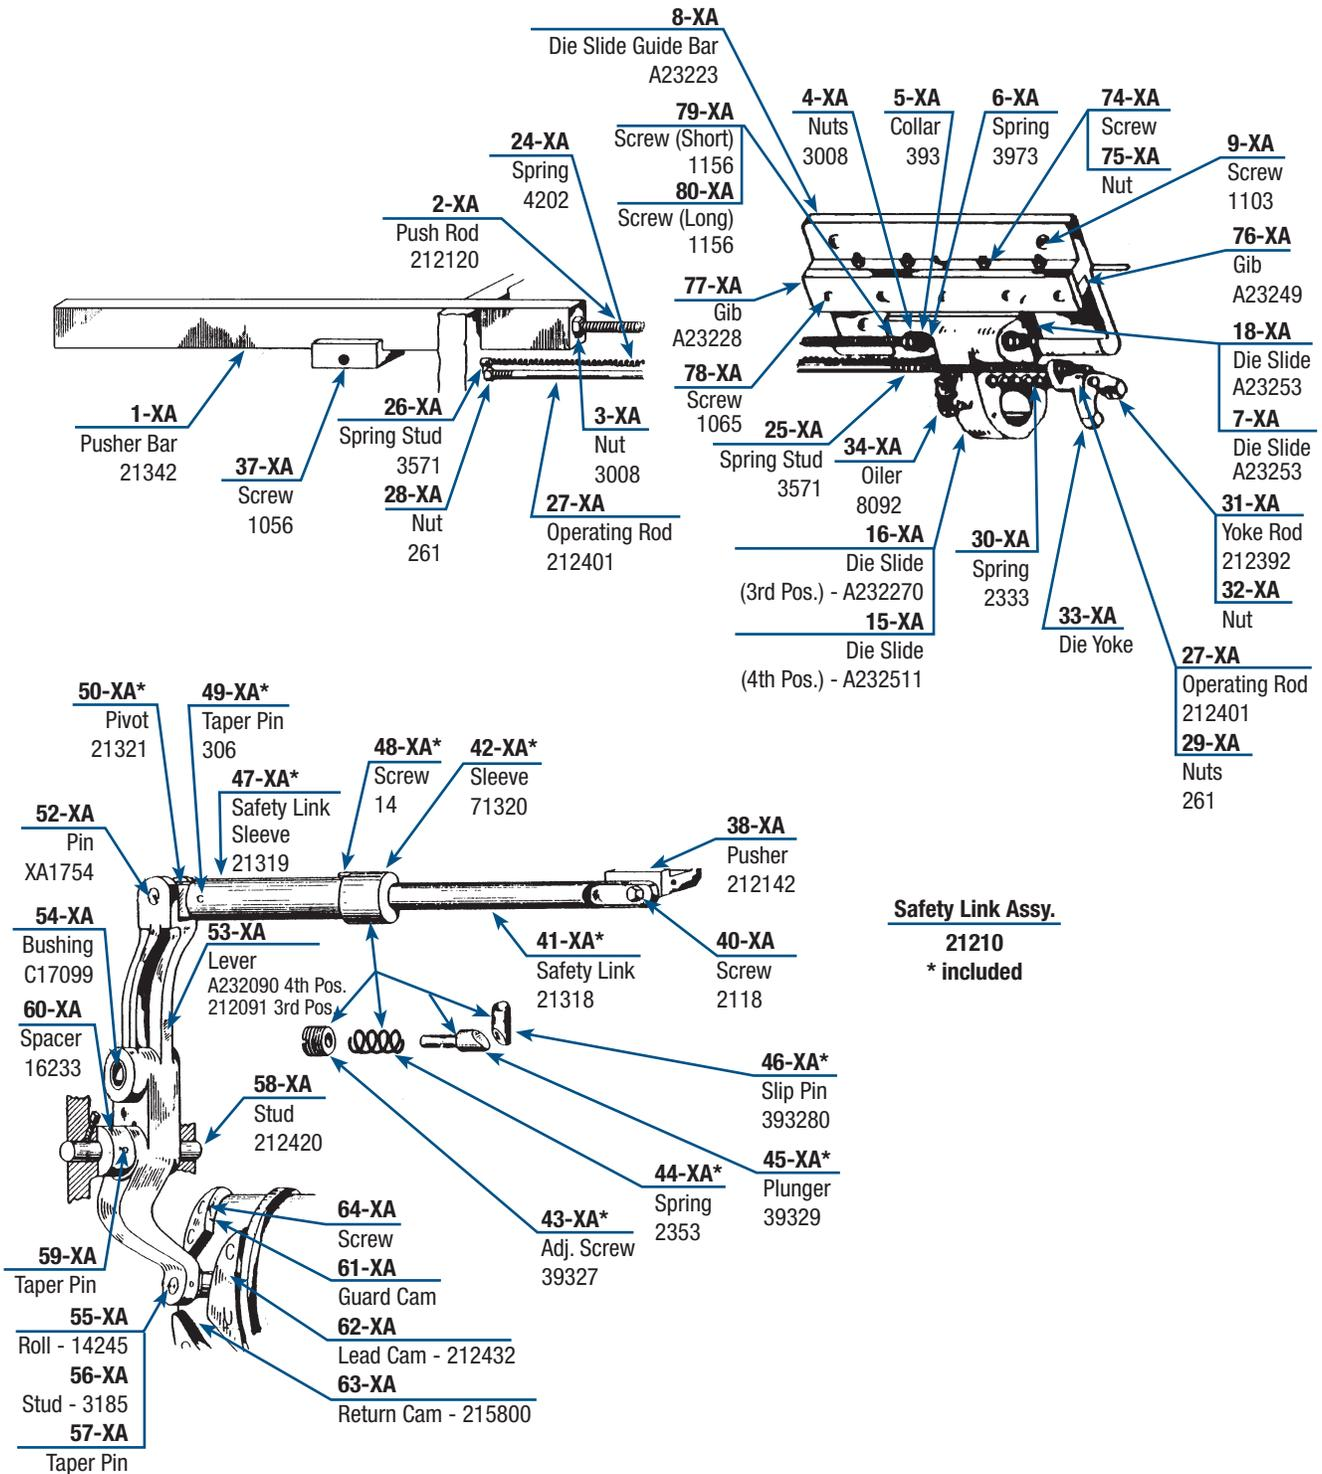 8-XA
Die Slide Guide Bar
A23223
79-XA
Screw (Short)
1156
80-XA
Screw (Long)
1156
4-XA
Nuts
3008
5-XA
Collar
393
6-XA
Spring
3973
74-XA
Screw
75-XA
Nut
9-XA
Screw
1103
76-XA
Gib
A23249
24-XA
Spring
4202
2-XA
Push Rod
212120
77-XA
Gib
A23228
78-XA
Screw
1065
18-XA
Die Slide
A23253
7-XA
Die Slide
A23253
1-XA
Pusher Bar
21342
37-XA
Screw
1056
26-XA
Spring Stud
3571
28-XA
Nut
261
3-XA
Nut
3008
27-XA
Operating Rod
212401
25-XA
Spring Stud
3571
34-XA
Oiler
8092
16-XA
Die Slide
(3rd Pos.) - A232270
15-XA
Die Slide
(4th Pos.) - A232511
30-XA
Spring
2333
33-XA
Die Yoke
31-XA
Yoke Rod
212392
32-XA
Nut
27-XA
Operating Rod
212401
29-XA
Nuts
261
50-XA*
Pivot
21321
49-XA*
Taper Pin
306
47-XA*
Safety Link
Sleeve
21319
48-XA*
Screw
14
42-XA*
Sleeve
71320
52-XA
Pin
XA1754
38-XA
Pusher
212142
54-XA
Bushing
C17099
53-XA
Lever
A232090 4th Pos.
212091 3rd Pos.
41-XA*
Safety Link
21318
40-XA
Screw
2118
Safety Link Assy.
21210
* included
60-XA
Spacer
16233
58-XA
Stud
212420
46-XA*
Slip Pin
393280
45-XA*
Plunger
39329
44-XA*
Spring
2353
43-XA*
Adj. Screw
39327
64-XA
Screw
61-XA
Guard Cam
62-XA
Lead Cam - 212432
63-XA
Return Cam - 215800
59-XA
Taper Pin
55-XA
Roll - 14245
56-XA
Stud - 3185
57-XA
Taper Pin